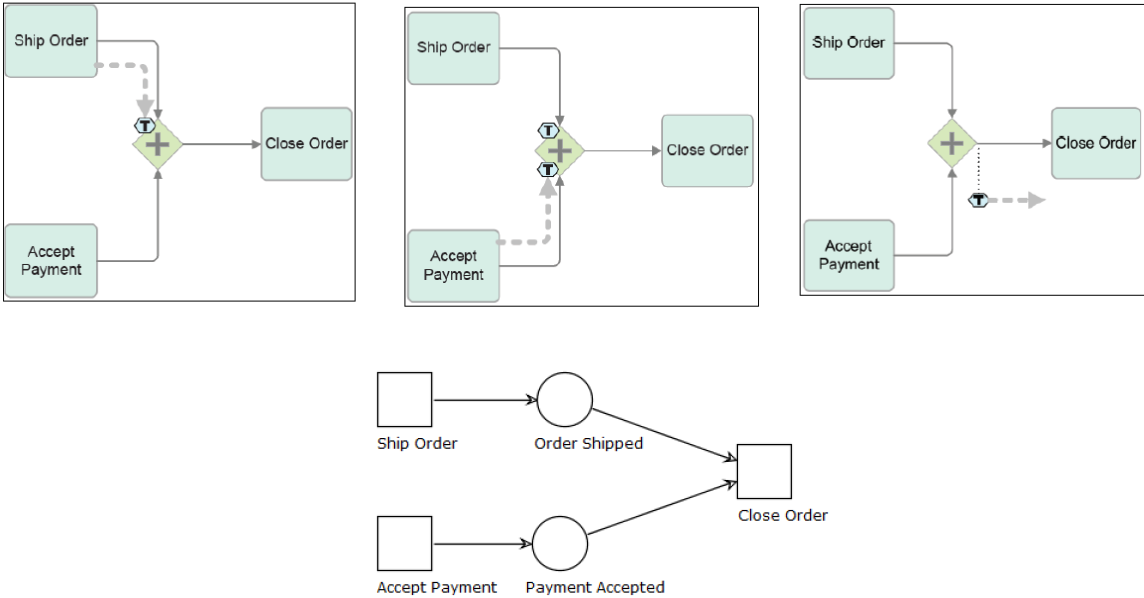 Ship Order
T
Close Order
Accept
Payment
Ship Order
T
Close Order
T
Accept
Payment
Ship Order
Close Order
T
Accept
Payment
Ship Order
Order Shipped
Close Order
Accept Payment
Payment Accepted